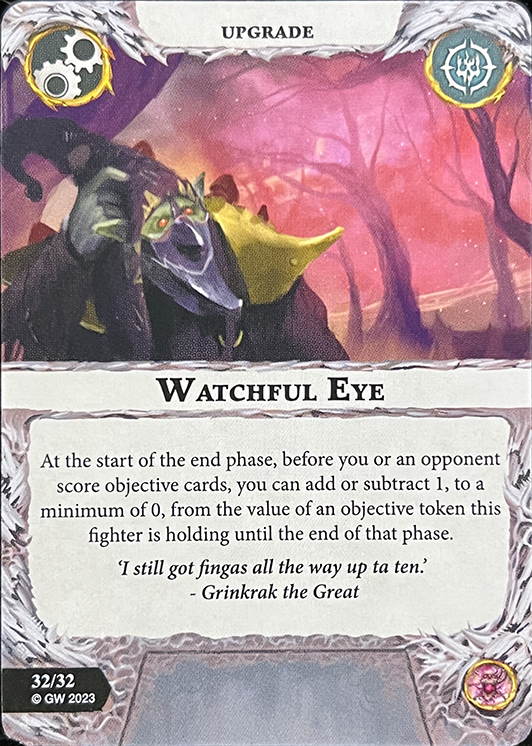 UPGRADE
WATCHFUL EYE
At the start of the end phase, before you or an opponent
score objective cards, you can add or subtract 1, to a
minimum of 0, from the value of an objective token this
fighter is holding until the end of that phase.
‘I still got fingas all the way up ta ten.’
- Grinkrak the Great
32/32
© GW 2023